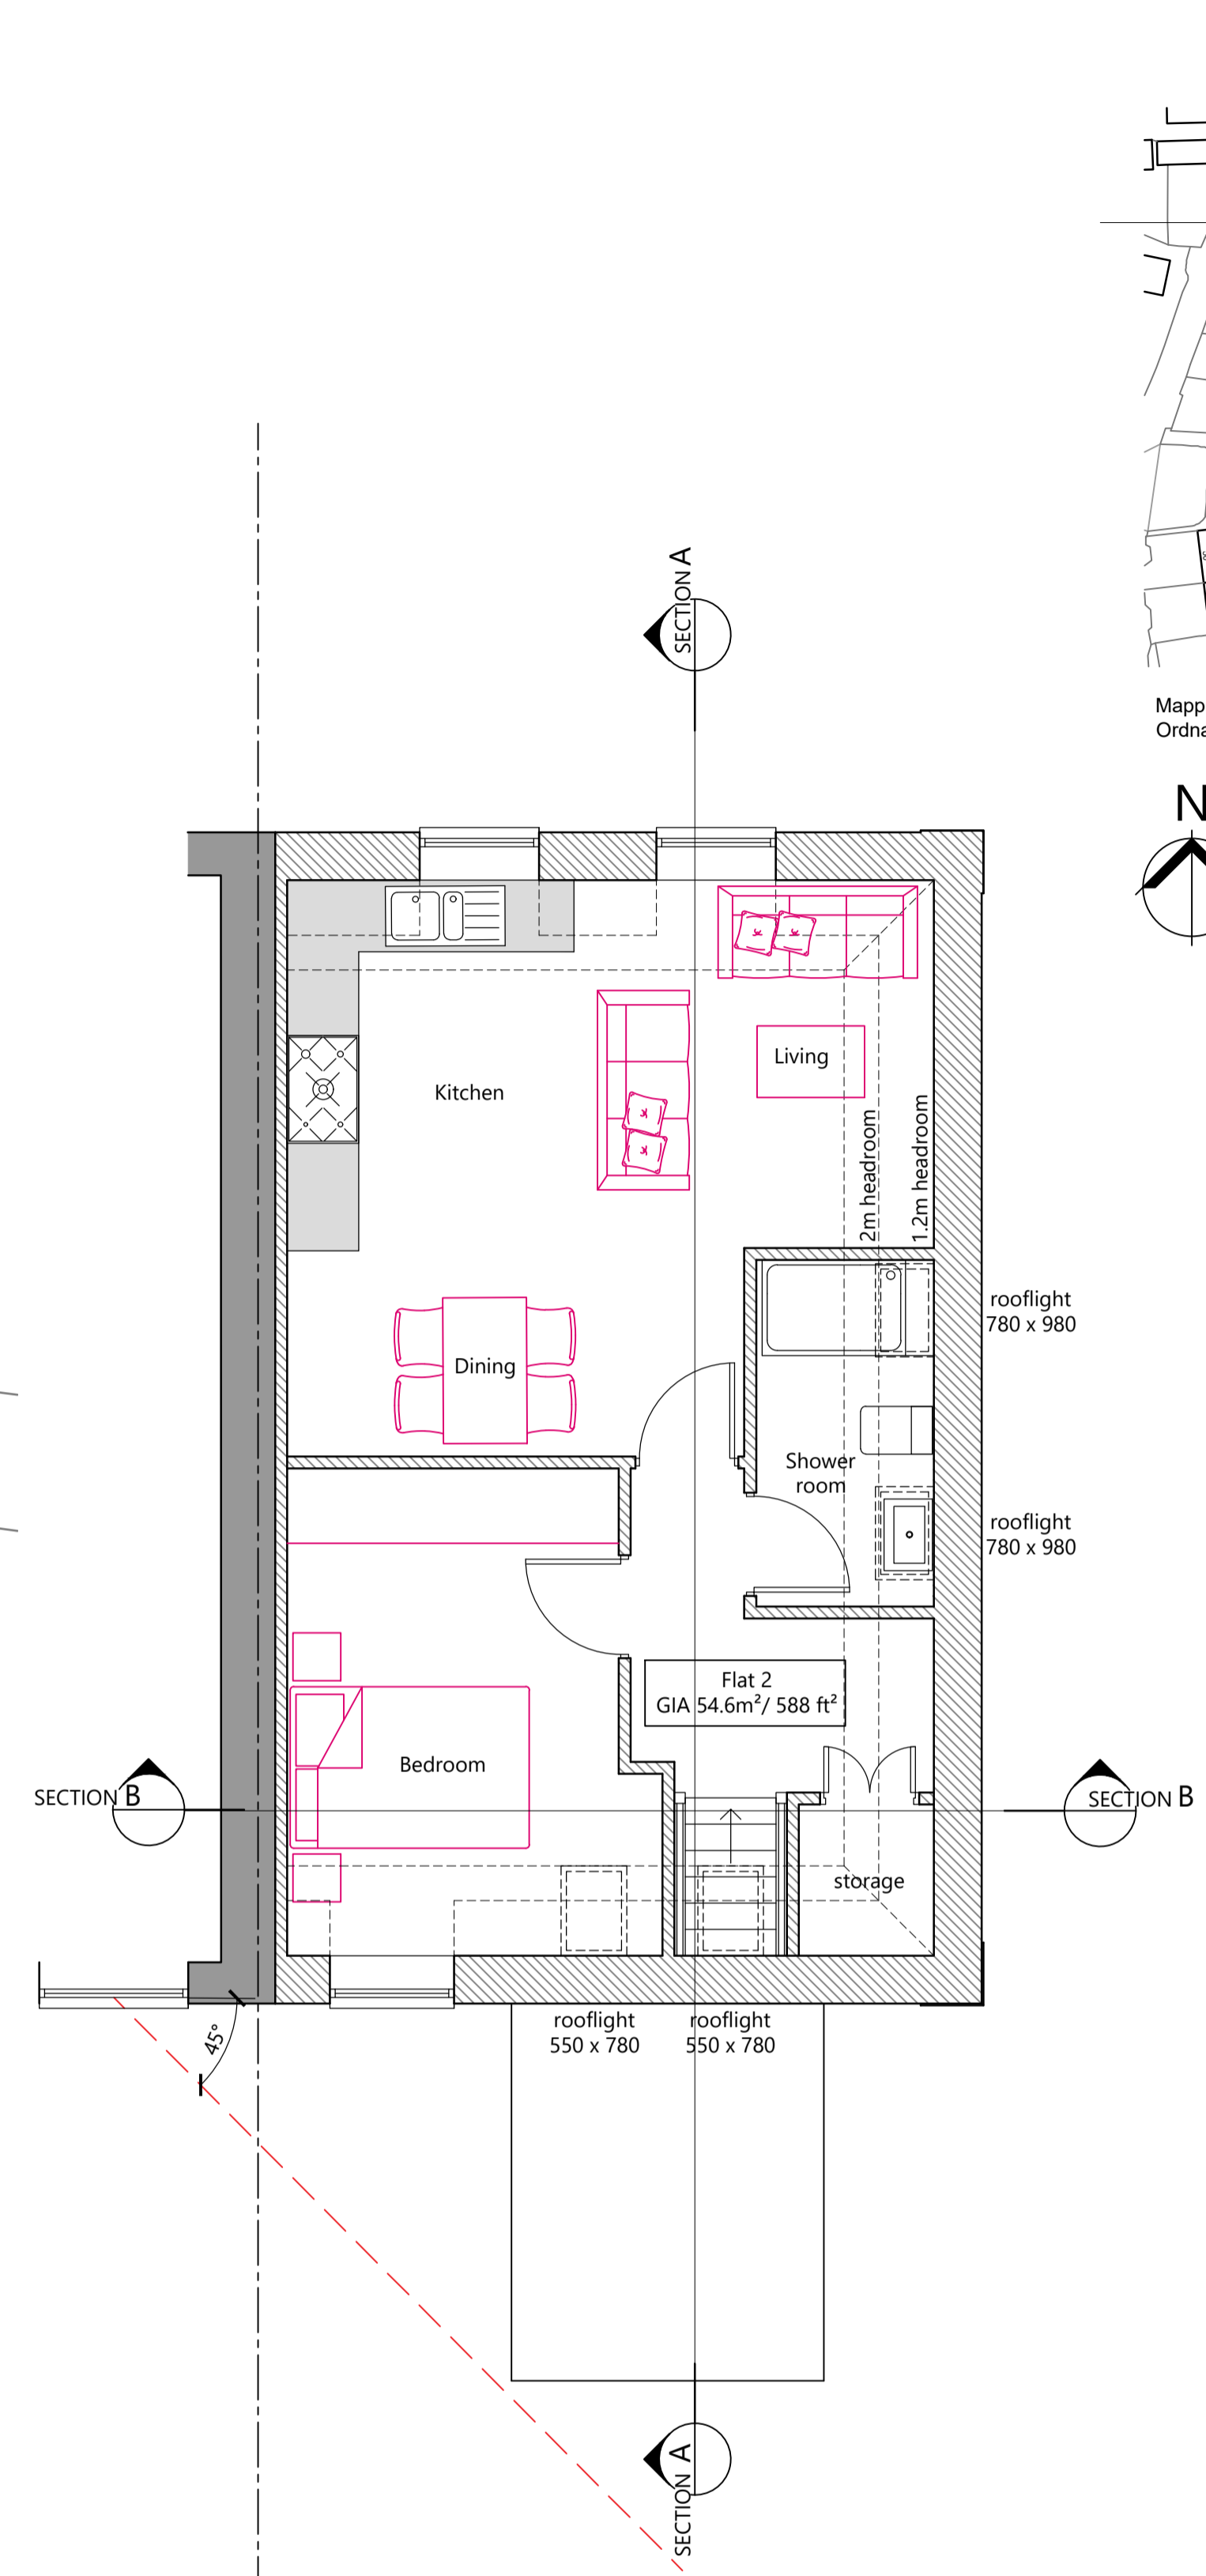 SECTION A
Mapp
Ordna
N
Living
Kitchen
2m headroom
1.2m headroom
rooflight
780 x 980
Dining
Shower
room
rooflight
780 x 980
Flat 2
GIA 54.6m²/ 588 ft²
Bedroom
SECTION B
SECTION B
storage
rooflight
550 x 780
rooflight
550 x 780
45°
SECTION A